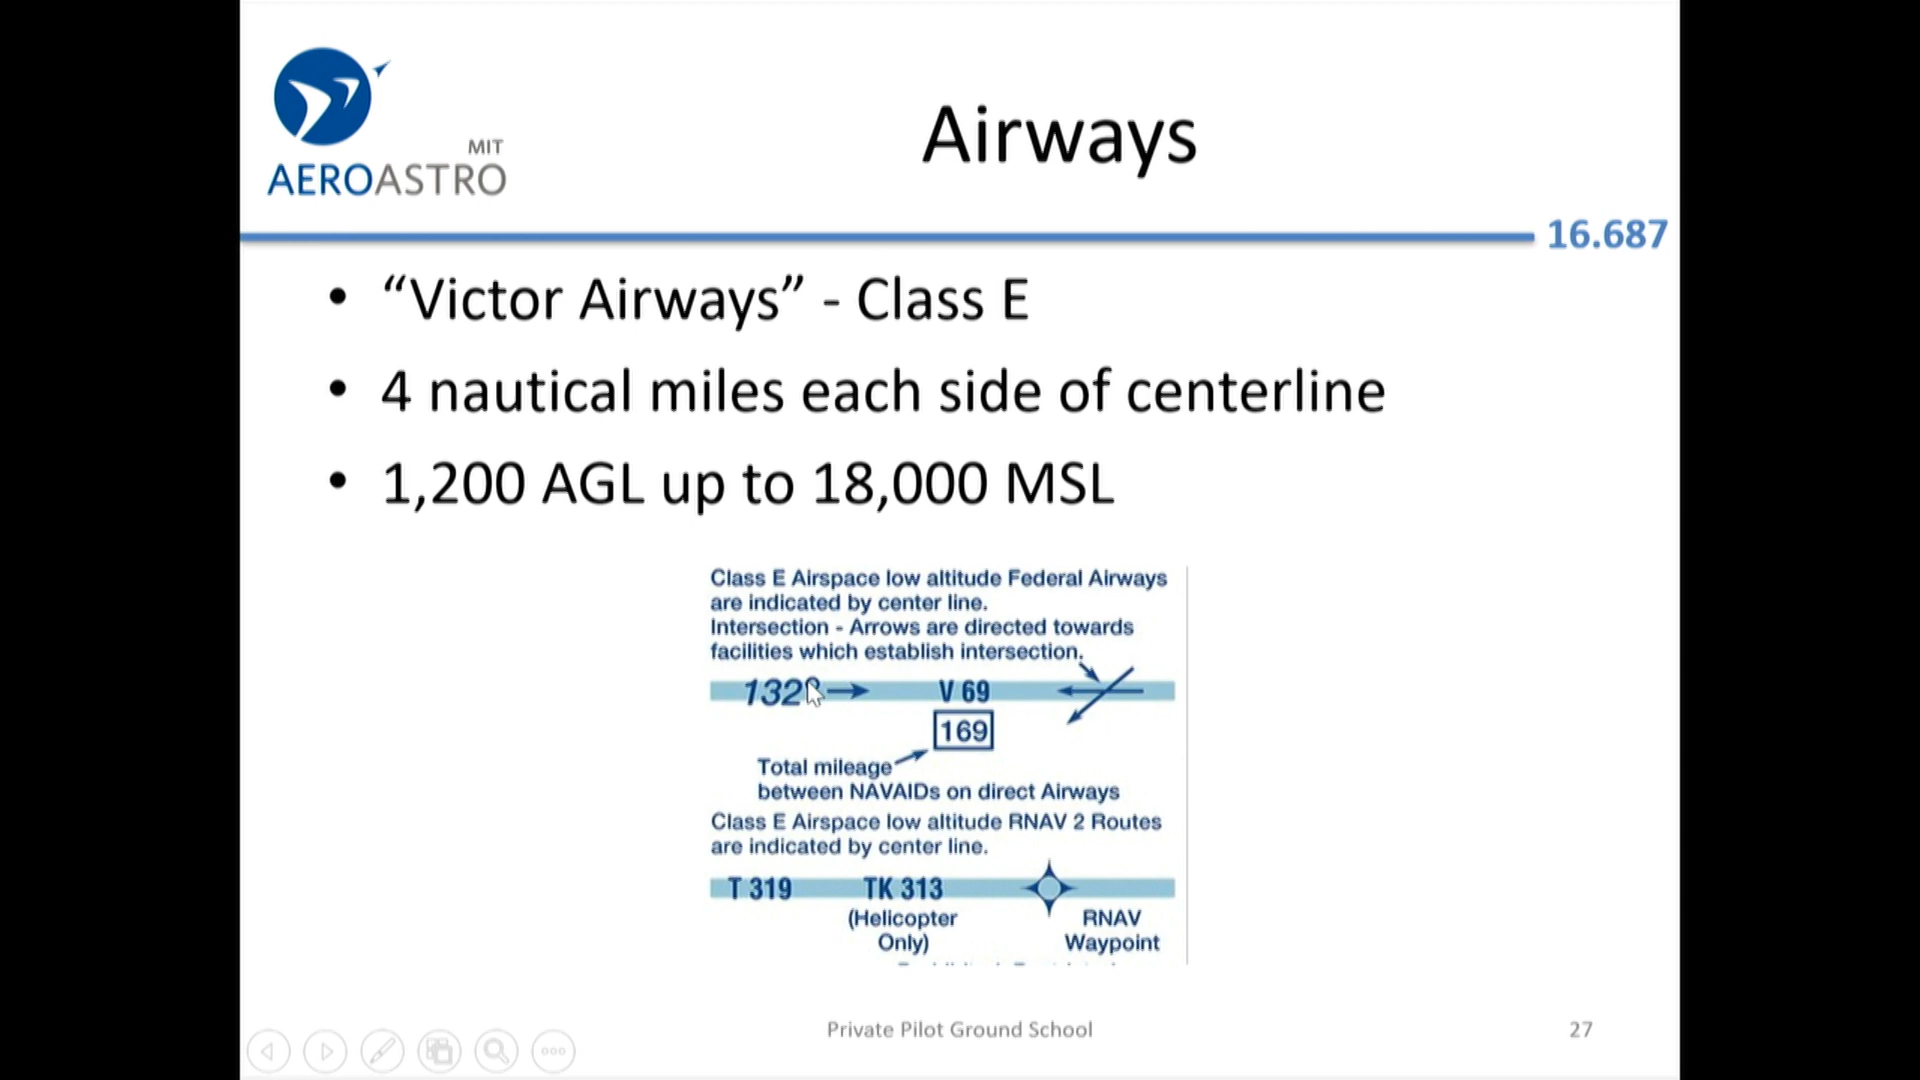 MIT
AEROASTRO
Airways
16.687
• “Victor Airways” - Class E
• 4 nautical miles each side of centerline
• 1,200 AGL up to 18,000 MSL
Class E Airspace low altitude Federal Airways
are indicated by center line.
Intersection - Arrows are directed towards
facilities which establish intersection.
132° V 69
169
Total mileage
between NAVAIDs on direct Airways
Class E Airspace low altitude RNAV 2 Routes
are indicated by center line.
T 319 TK 313
(Helicopter
Only)
RNAV
Waypoint
Private Pilot Ground School
27